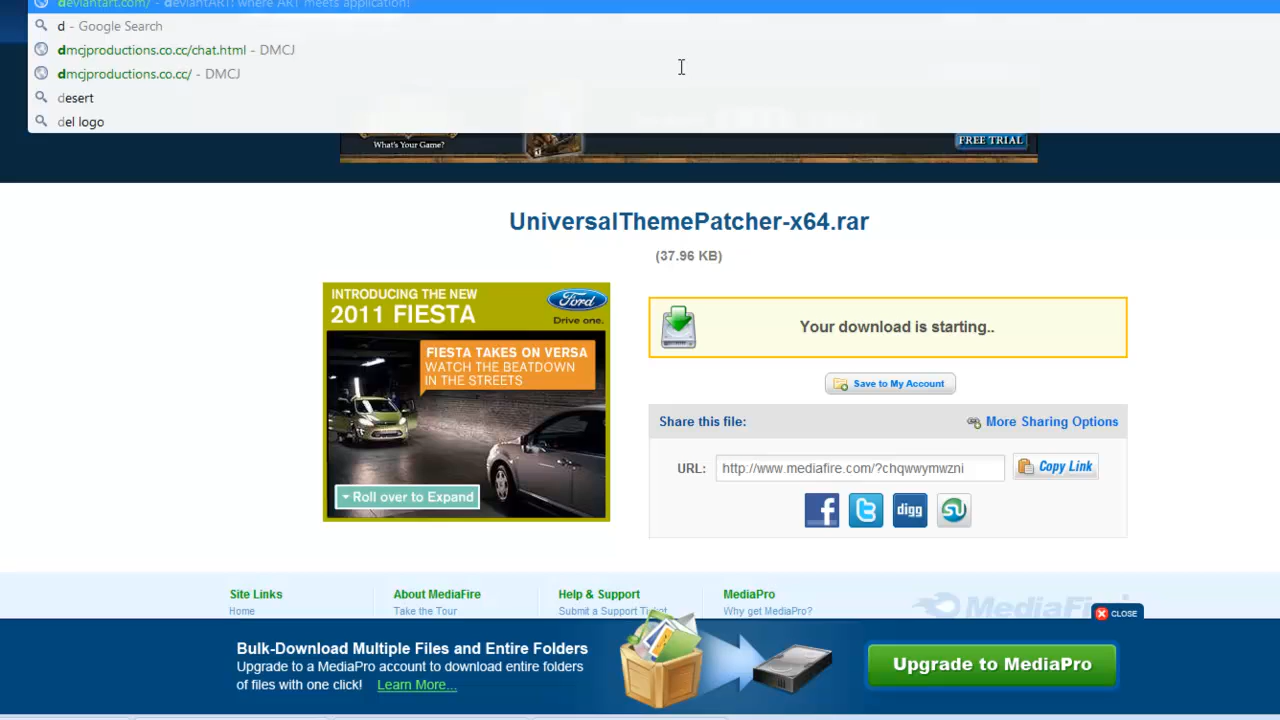 deviantart.com/ - deviantART: where ART meets application!
d - Google Search
dmcjproductions.co.cc/chat.html - DMCJ
dmcjproductions.co.cc/ - DMCJ
desert
del logo
What's Your Game?
FREE TRIAL
UniversalThemePatcher-x64.rar
(37.96 KB)
INTRODUCING THE NEW
2011 FIESTA
Ford
Drive one.
FIESTA TAKES ON VERSA
WATCH THE BEATDOWN
IN THE STREETS
Roll over to Expand
Your download is starting..
Save to My Account
Share this file:
More Sharing Options
URL:
http://www.mediafire.com/?chqwwymwzni
Copy Link
digg
Site Links
About MediaFire
Help & Support
MediaPro
Home
Take the Tour
Submit a Support Ticket
Why get MediaPro?
MediaFire
CLOSE
Bulk-Download Multiple Files and Entire Folders
Upgrade to a MediaPro account to download entire folders
of files with one click! Learn More...
Upgrade to MediaPro